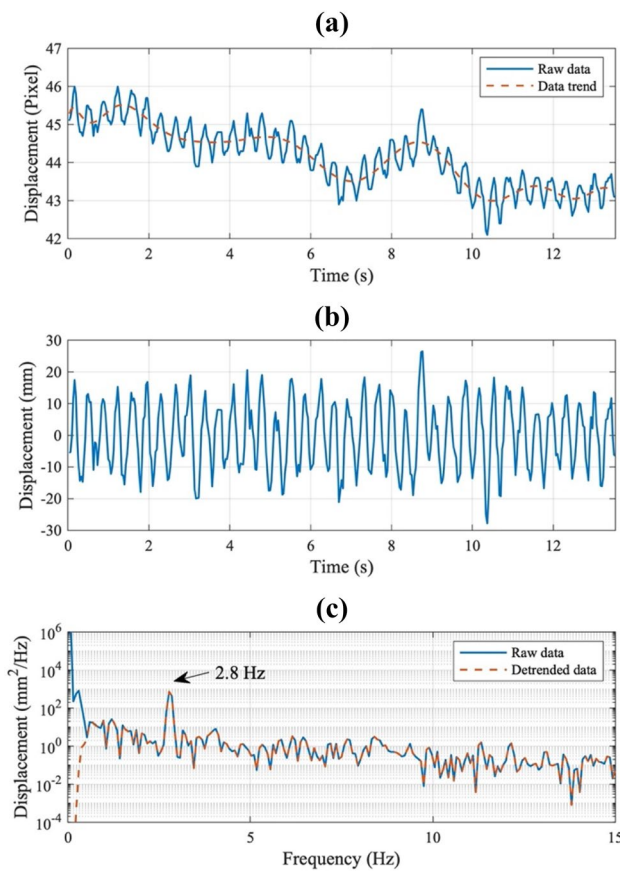 (a)
46
45
44
43
42
Displacement (Pixel)
Raw data
Data trend
0 2 4 6 8 10 12
Time (s)
(b)
30
20
10
0
-10
-20
-30
Displacement (mm)
0 2 4 6 8 10 12
Time (s)
(c)
10^6
10^4
10^2
10^0
10^-2
10^-4
Displacement (mm^2/Hz)
2.8 Hz
Raw data
Detrended data
0 5 10 15
Frequency (Hz)